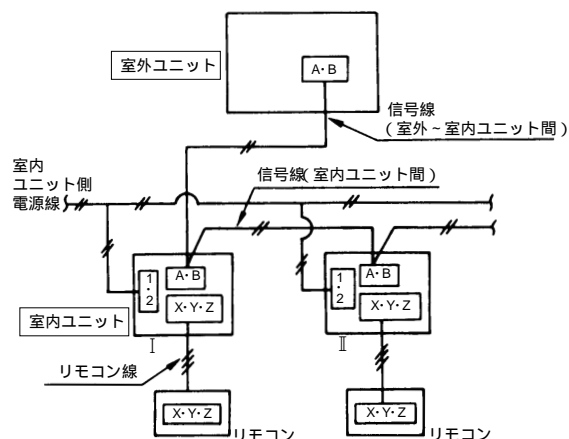 室外ユニット
A・B
信号線
(室外~室内ユニット間)
室内
ユニット側
電源線
信号線(室内ユニット間)
1・2
A・B
X・Y・Z
1・2
A・B
X・Y・Z
室内ユニット
Ⅰ
Ⅱ
リモコン線
X・Y・Z
リモコン
X・Y・Z
リモコン